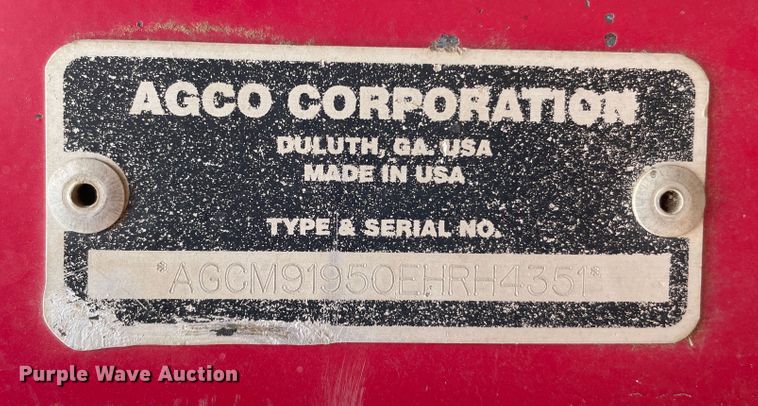 AGCO CORPORATION
DULUTH, GA. USA
MADE IN USA
TYPE & SERIAL NO.
*AGCM91950EHRH4351*
Purple Wave Auction